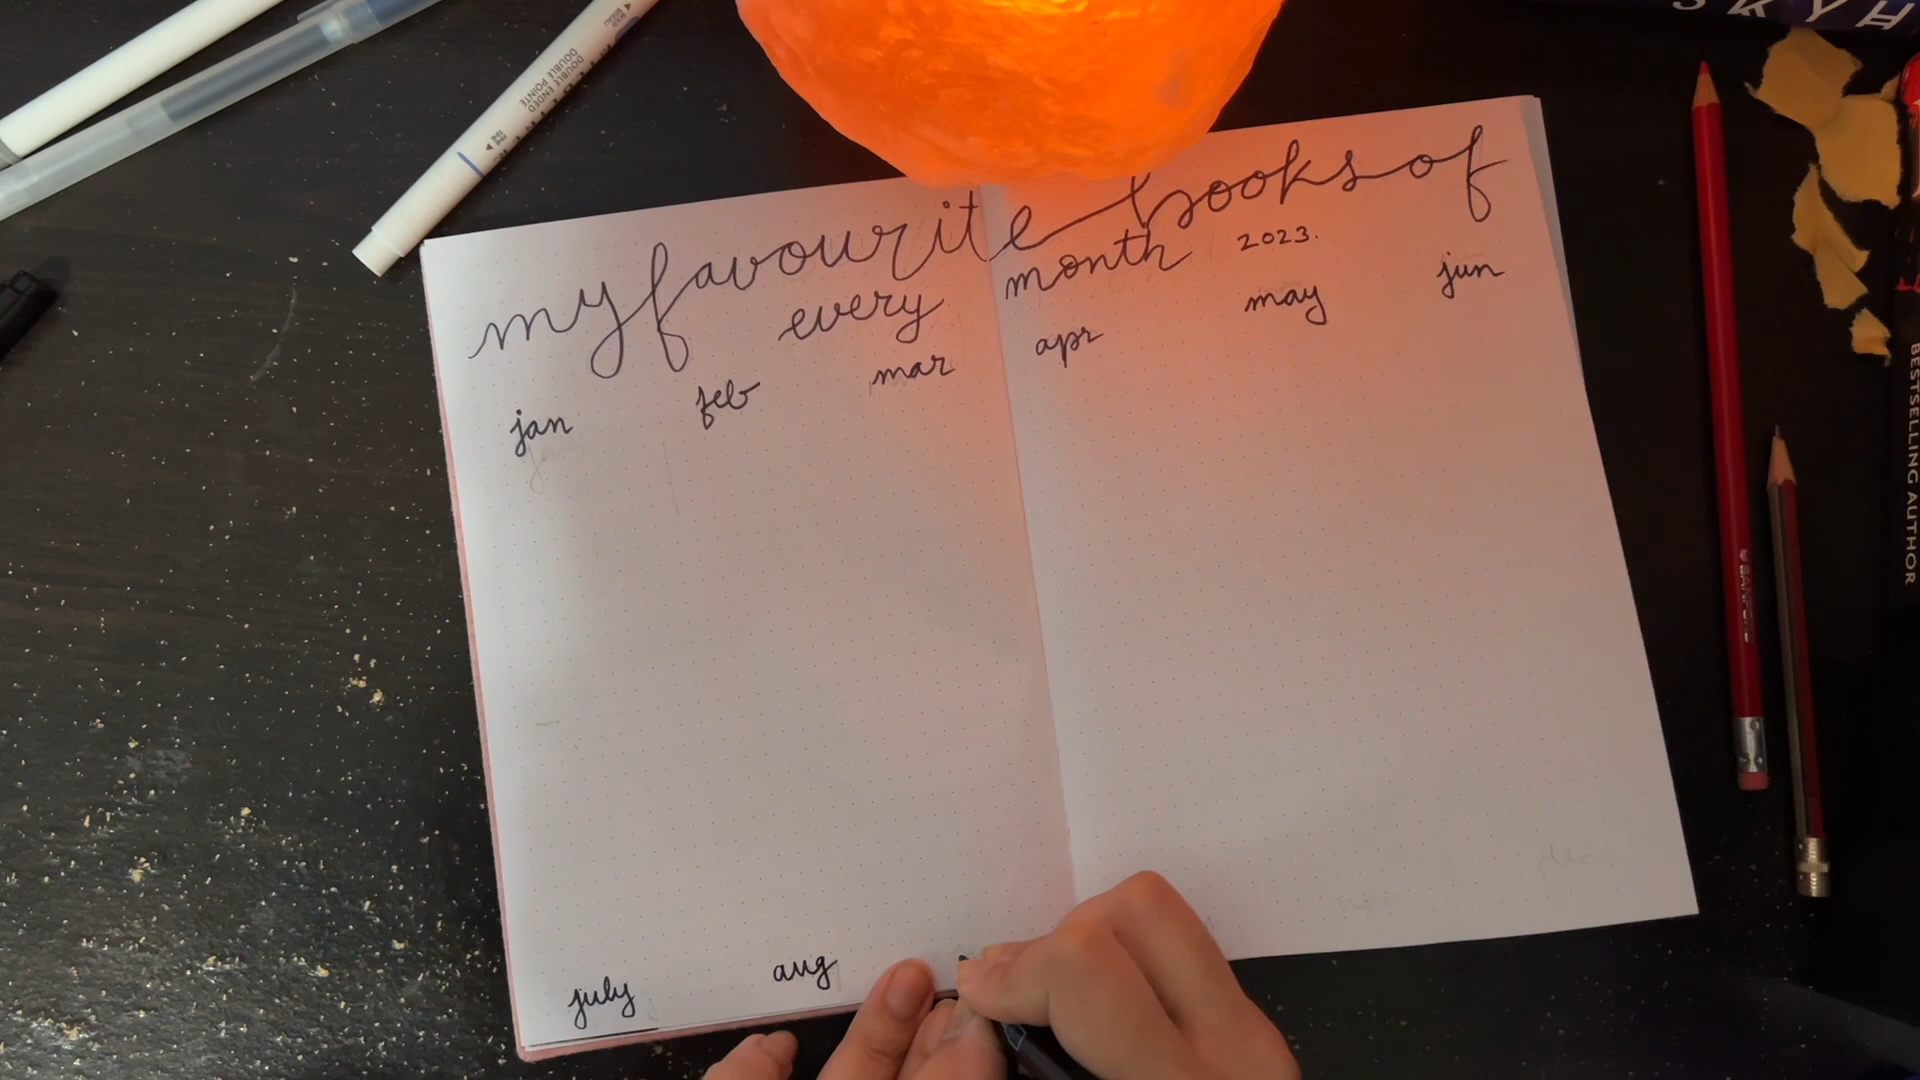 SKYH
DOUBLE ENDED
DOUBLE POINTE
my favourite books of
every month 2023.
jan feb mar apr may jun
july aug
BESTSELLING AUTHOR